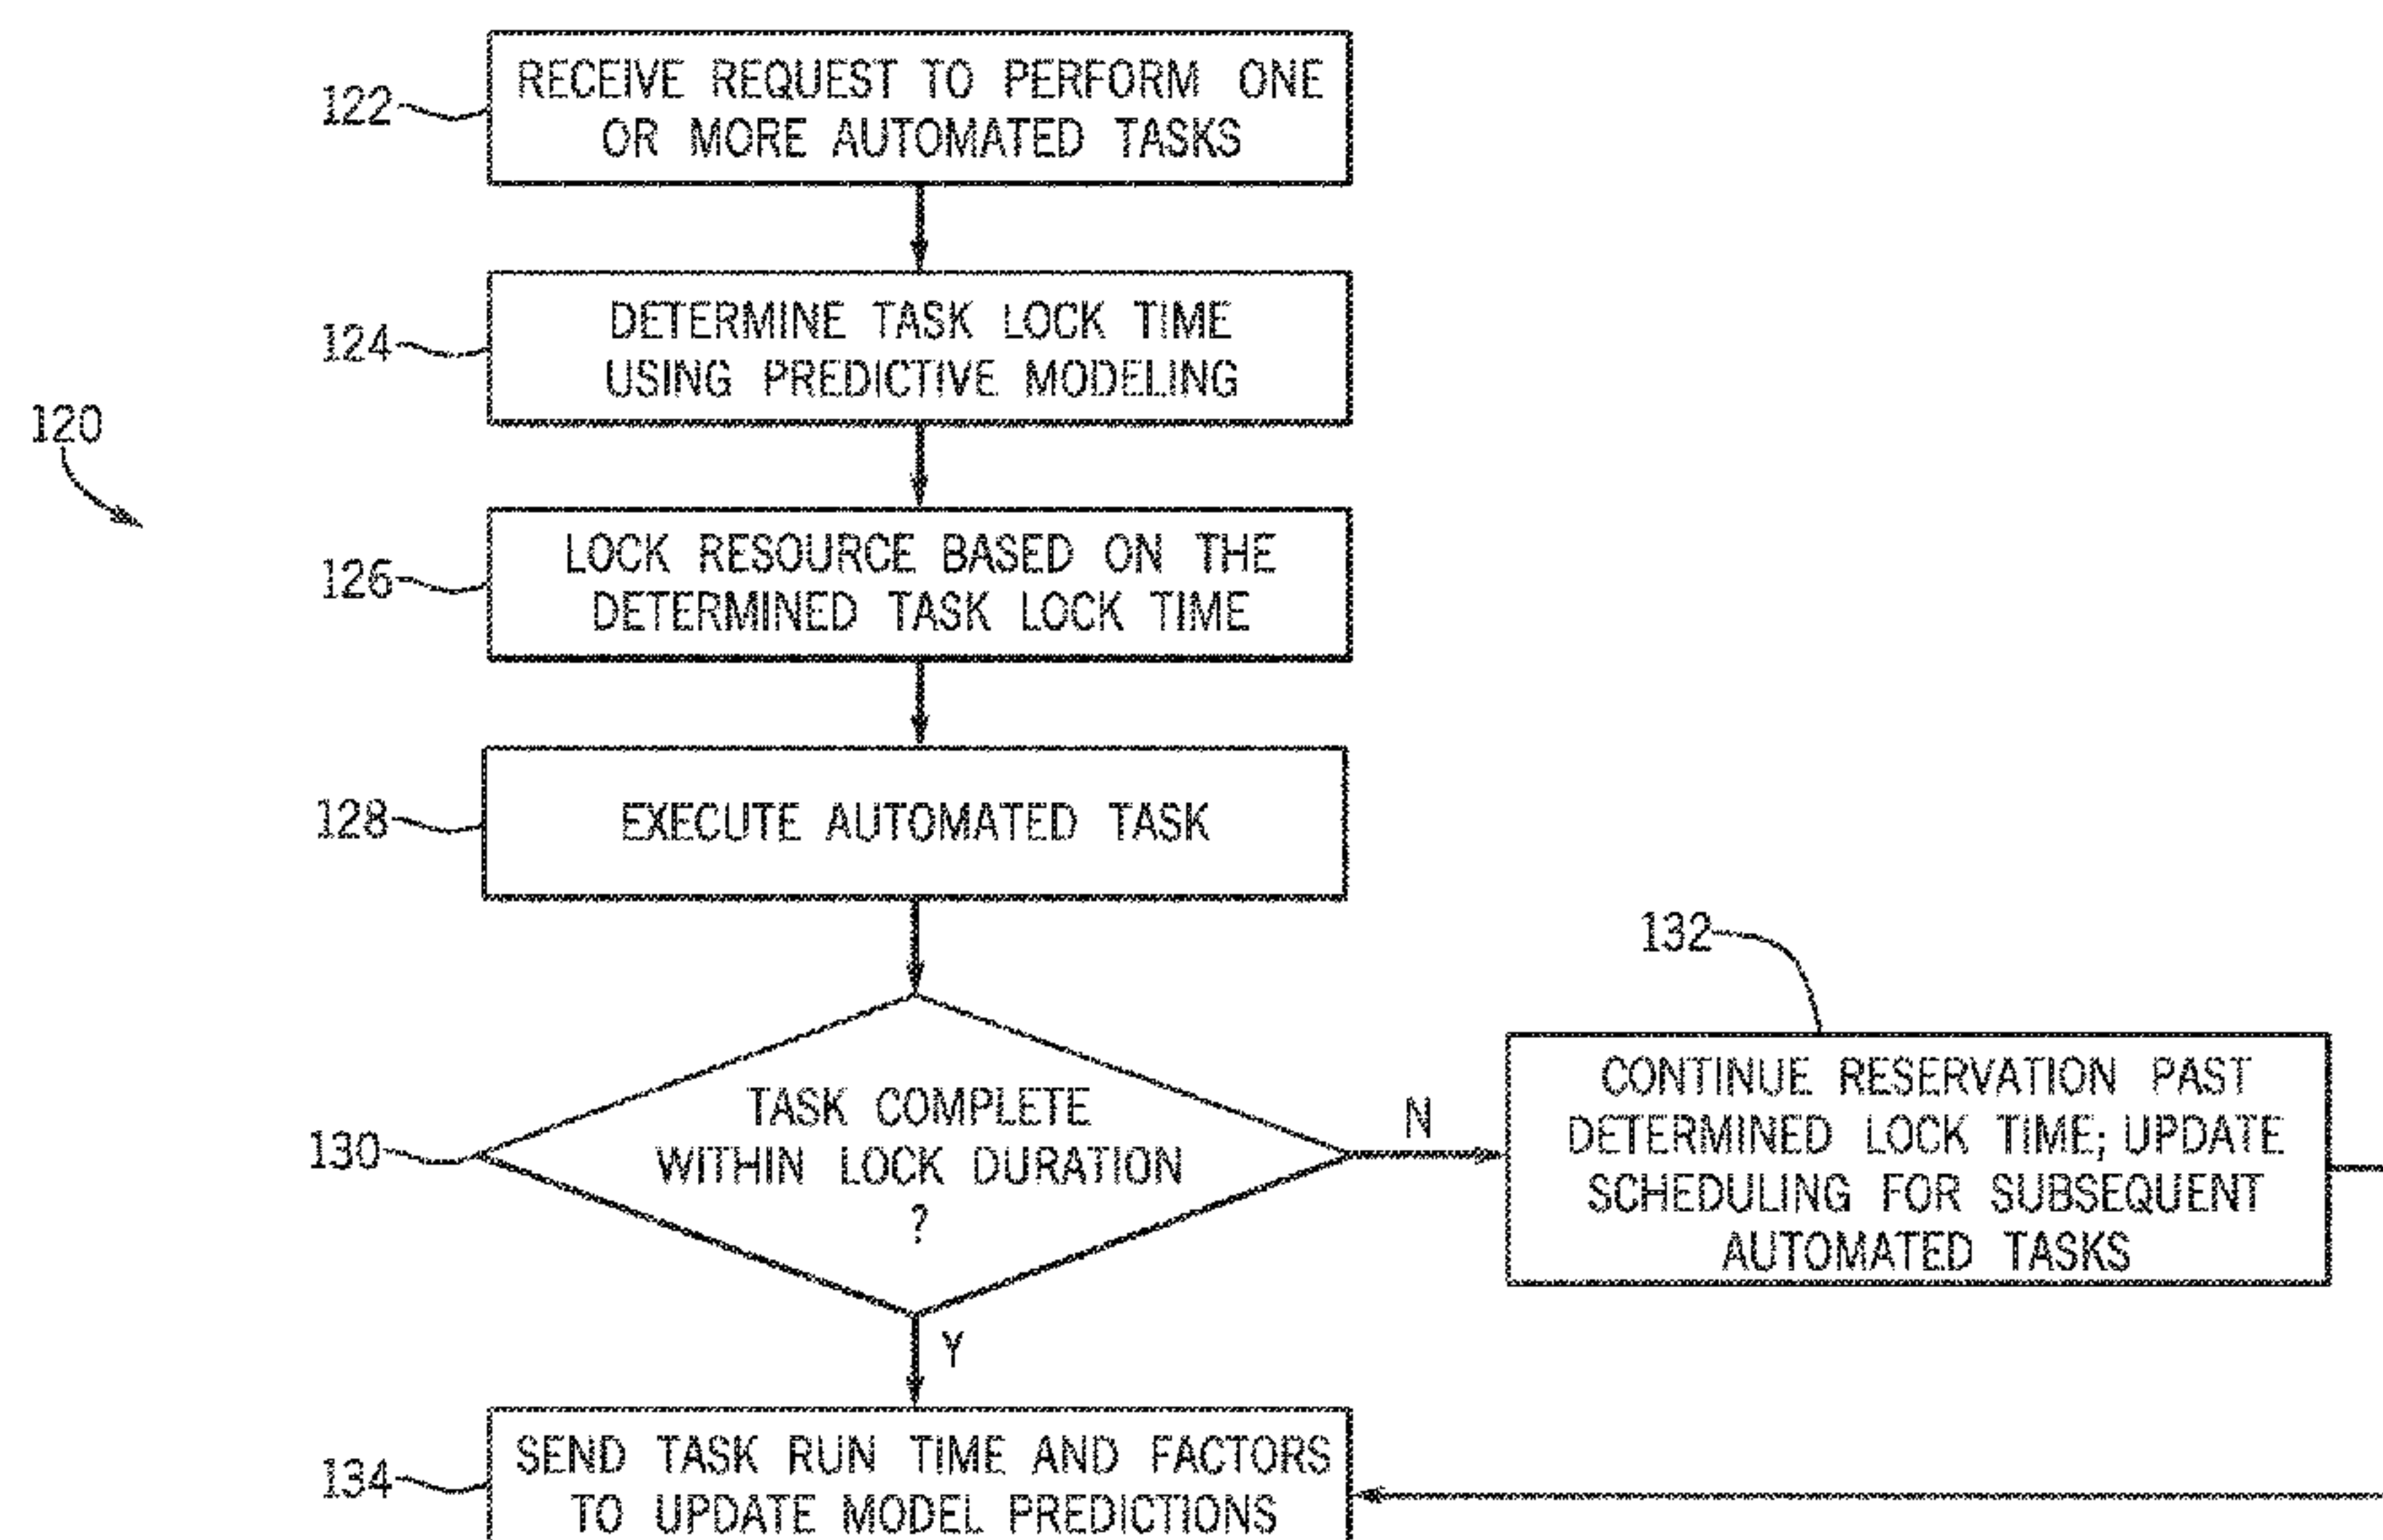 122
RECEIVE REQUEST TO PERFORM ONE
OR MORE AUTOMATED TASKS
124
DETERMINE TASK LOCK TIME
USING PREDICTIVE MODELING
120
126
LOCK RESOURCE BASED ON THE
DETERMINED TASK LOCK TIME
128
EXECUTE AUTOMATED TASK
130
TASK COMPLETE
WITHIN LOCK DURATION
?
N
132
CONTINUE RESERVATION PAST
DETERMINED LOCK TIME; UPDATE
SCHEDULING FOR SUBSEQUENT
AUTOMATED TASKS
Y
134
SEND TASK RUN TIME AND FACTORS
TO UPDATE MODEL PREDICTIONS